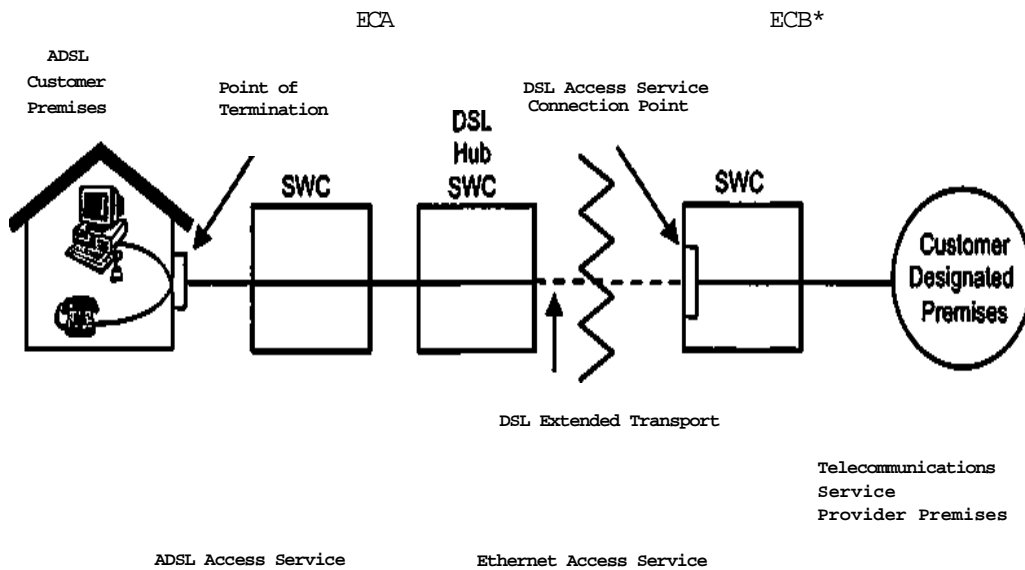 ECA
ECB*
ADSL
Customer
Premises
Point of
Termination
DSL Access Service
Connection Point
DSL
Hub
SWC
SWC
SWC
Customer
Designated
Premises
DSL Extended Transport
Telecommunications
Service
Provider Premises
ADSL Access Service
Ethernet Access Service